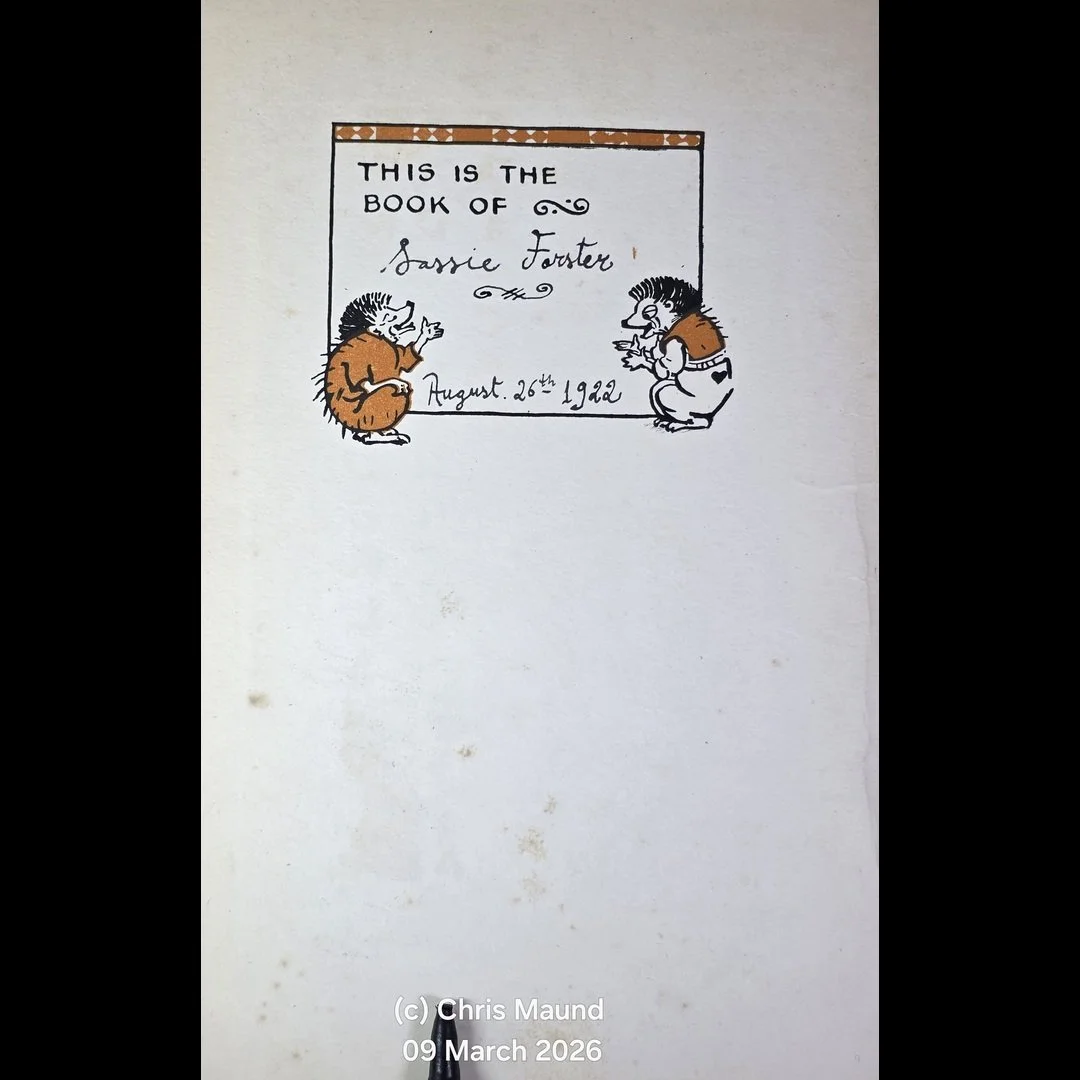 THIS IS THE
BOOK OF
Sassie Forster
August. 26th 1922
(c) Chris Maund
09 March 2026